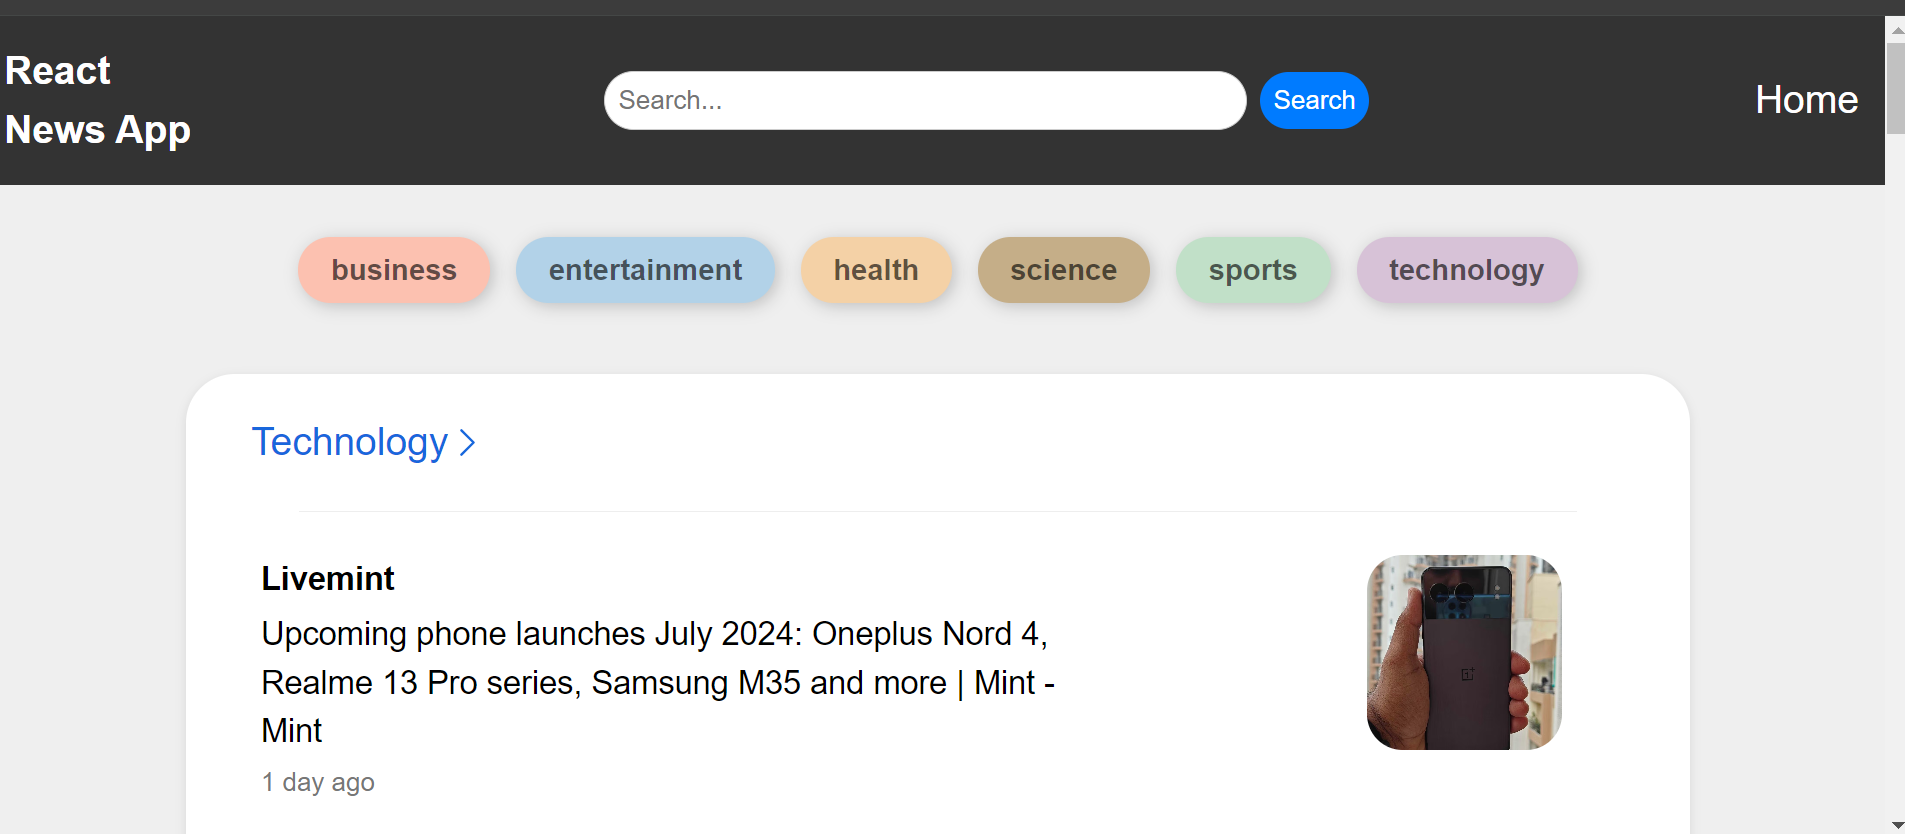 React
News App
Search...
Search
Home
business
entertainment
health
science
sports
technology
Technology
Livemint
Upcoming phone launches July 2024: Oneplus Nord 4,
Realme 13 Pro series, Samsung M35 and more | Mint -
Mint
1 day ago